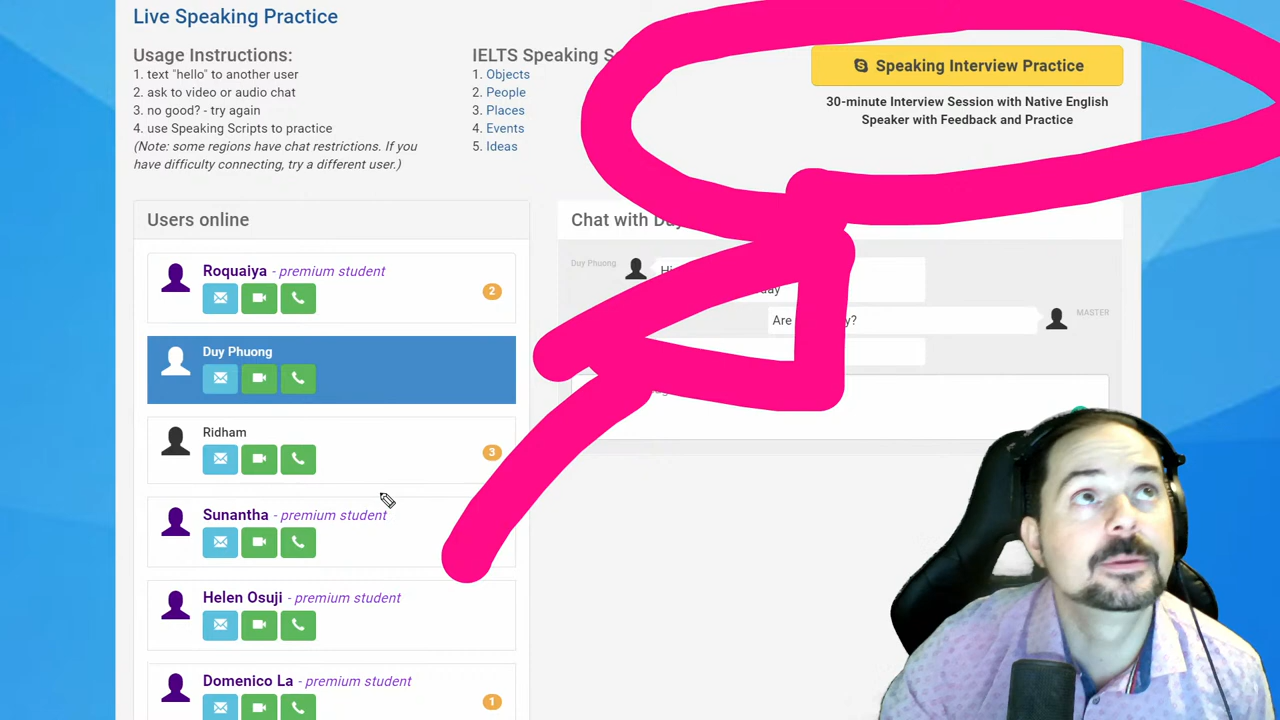 Live Speaking Practice
Usage Instructions:
1. text "hello" to another user
2. ask to video or audio chat
3. no good? - try again
4. use Speaking Scripts to practice
(Note: some regions have chat restrictions. If you
have difficulty connecting, try a different user.)
IELTS Speaking
1. Objects
2. People
3. Places
4. Events
5. Ideas
Speaking Interview Practice
30-minute Interview Session with Native English
Speaker with Feedback and Practice
Users online
Roquaiya - premium student
2
Duy Phuong
Ridham
3
Sunantha - premium student
Helen Osuji - premium student
Domenico La - premium student
1
Chat with
Duy Phuong
MASTER
Are